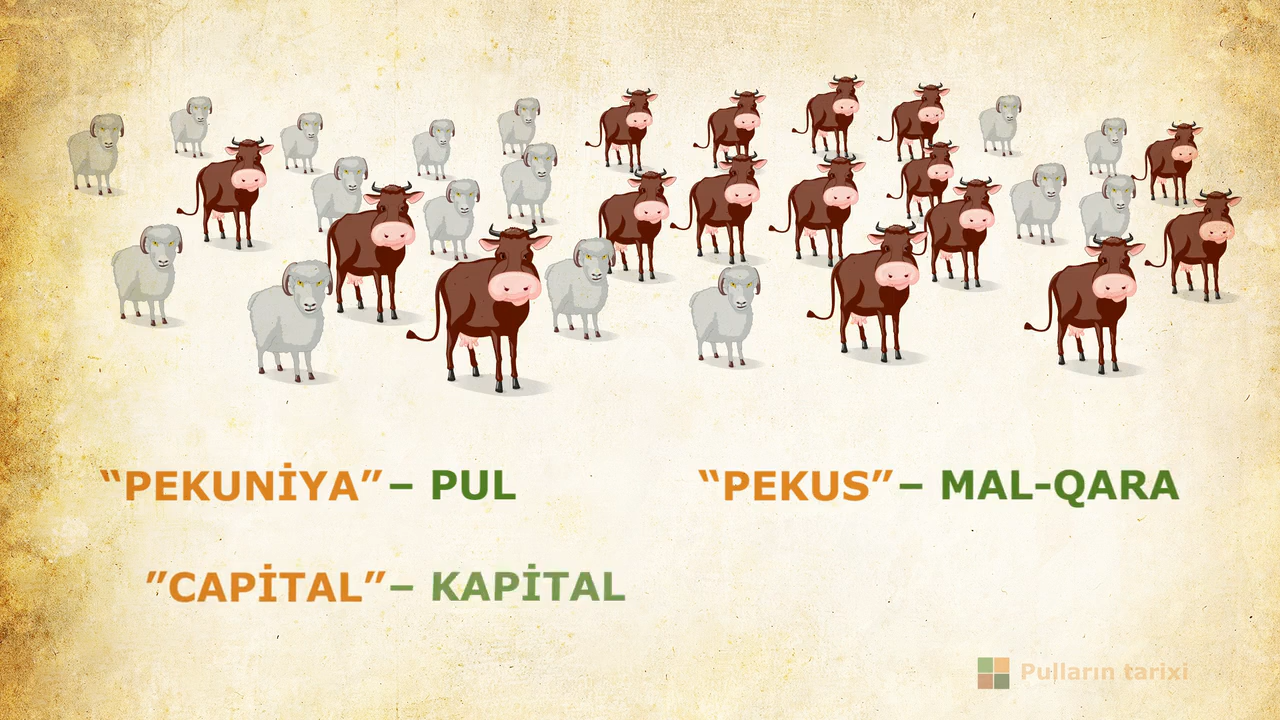 “PEKUNİYA” – PUL
“PEKUS” – MAL-QARA
”CAPİTAL” – KAPİTAL
Pulların tarixi